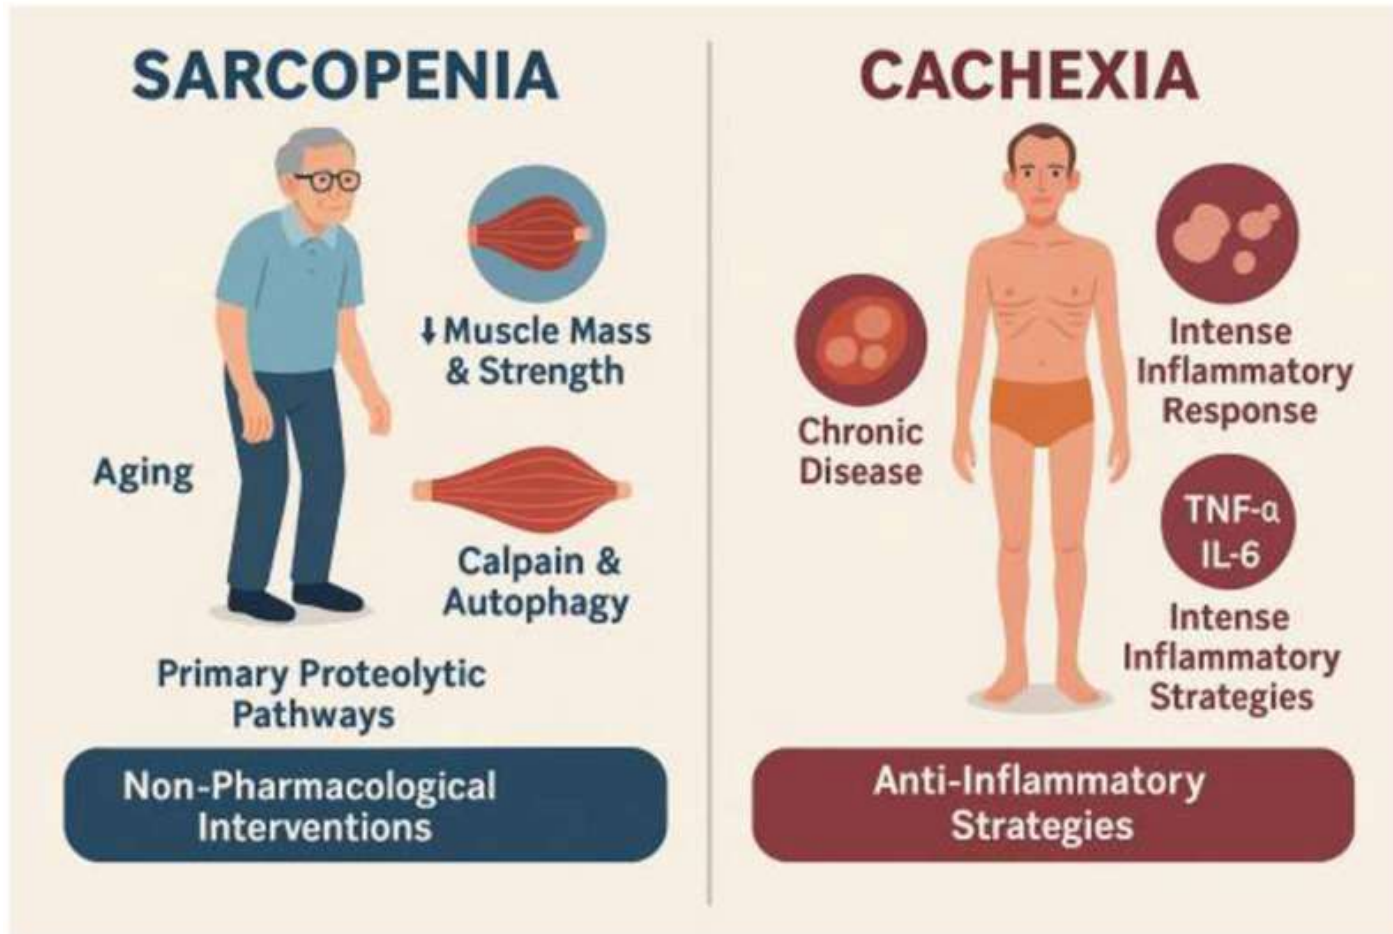 SARCOPENIA
↓Muscle Mass
& Strength
Aging
Calpain &
Autophagy
Primary Proteolytic
Pathways
Non-Pharmacological
Interventions
CACHEXIA
Chronic
Disease
Intense
Inflammatory
Response
TNF-α
IL-6
Intense
Inflammatory
Strategies
Anti-Inflammatory
Strategies